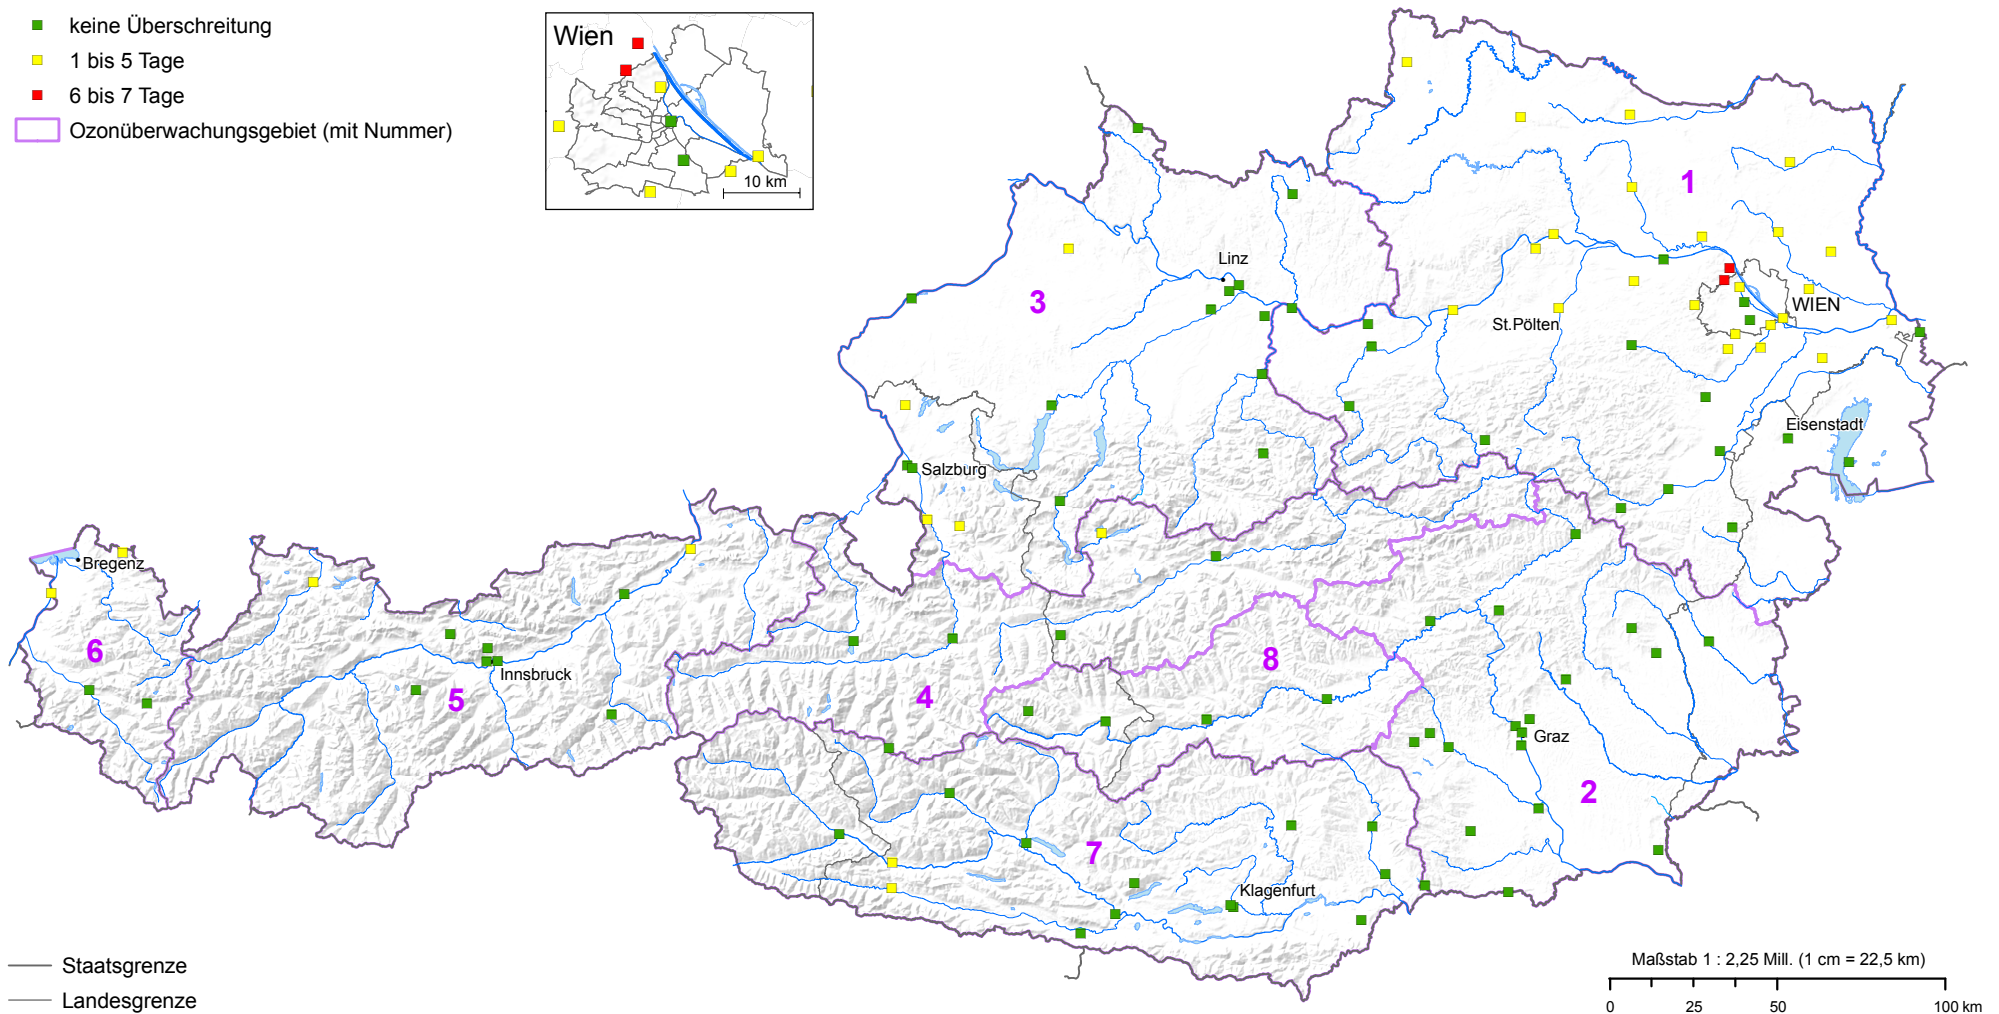 keine Überschreitung
1 bis 5 Tage
6 bis 7 Tage
Ozonüberwachungsgebiet (mit Nummer)
Wien
10 km
1
Linz
3
WIEN
St.Pölten
Eisenstadt
Salzburg
Bregenz
6
8
Innsbruck
5
4
Graz
2
7
Klagenfurt
Staatsgrenze
Landesgrenze
Maßstab 1 : 2,25 Mill. (1 cm = 22,5 km)
0 25 50 100 km